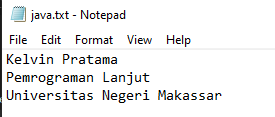 java.txt - Notepad
File Edit Format View Help
Kelvin Pratama
Pemrograman Lanjut
Universitas Negeri Makassar